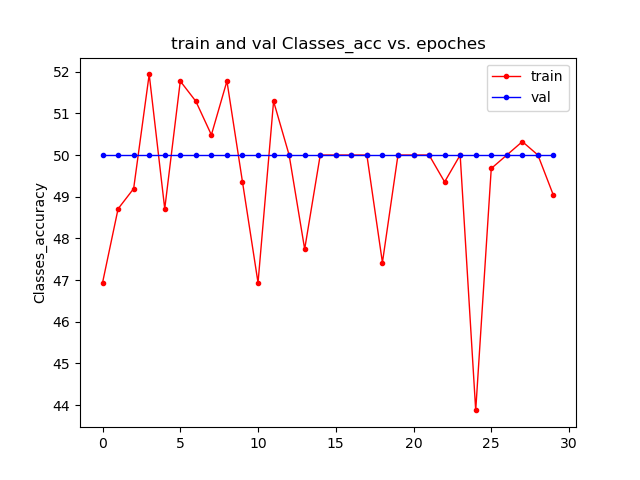 train and val Classes_acc vs. epoches
train
val
Classes_accuracy
52
51
50
49
48
47
46
45
44
0 5 10 15 20 25 30